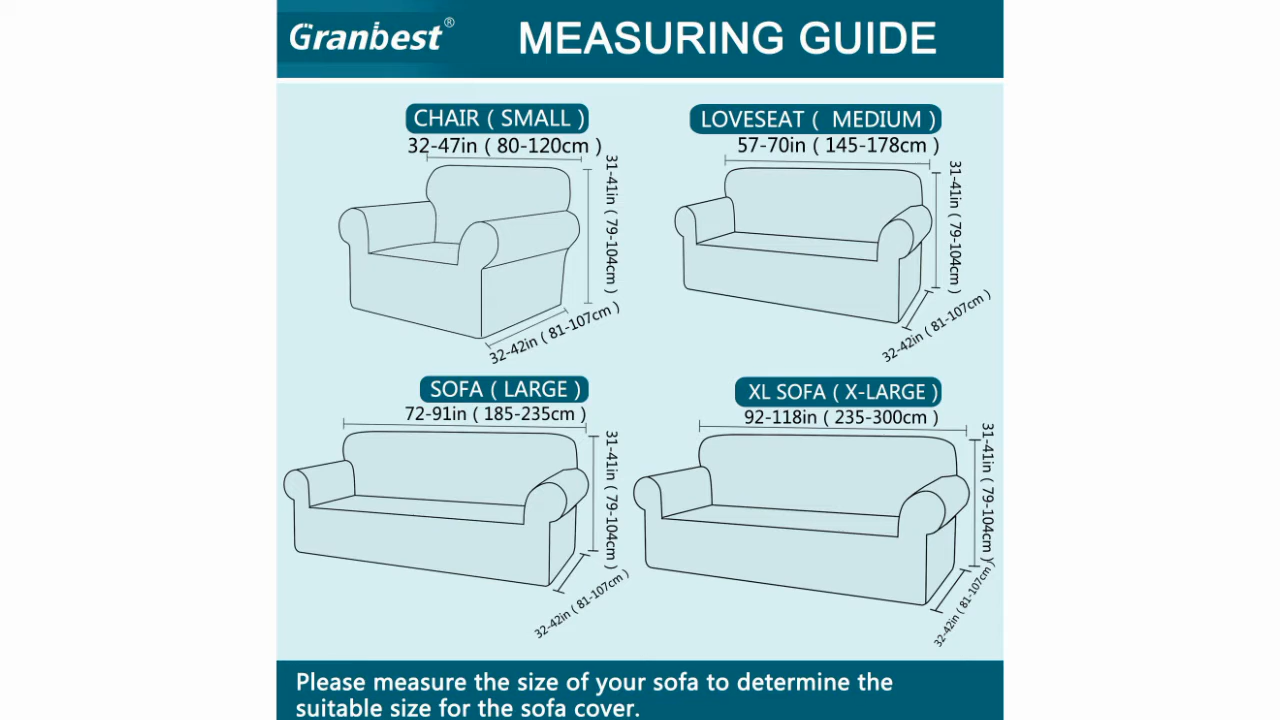 Granbest®
MEASURING GUIDE
CHAIR ( SMALL )
32-47in ( 80-120cm )
31-41in ( 79-104cm )
32-42in ( 81-107cm )
LOVESEAT ( MEDIUM )
57-70in ( 145-178cm )
31-41in ( 79-104cm )
32-42in ( 81-107cm )
SOFA ( LARGE )
72-91in ( 185-235cm )
31-41in ( 79-104cm )
32-42in ( 81-107cm )
XL SOFA ( X-LARGE )
92-118in ( 235-300cm )
31-41in ( 79-104cm )
32-42in ( 81-107cm )
Please measure the size of your sofa to determine the
suitable size for the sofa cover.